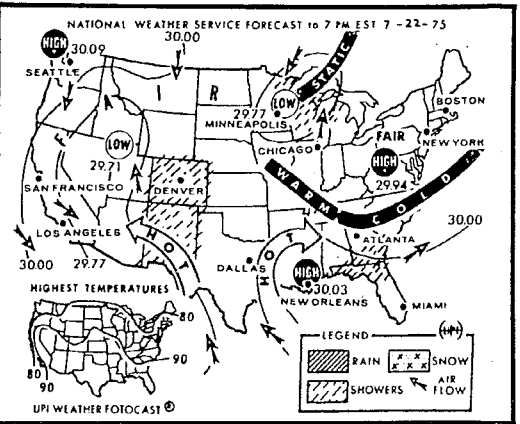 NATIONAL WEATHER SERVICE FORECAST to 7 PM EST 7 -22-75
HIGH
30.09
30.00
SEATTLE
STATIC
FAIR
LOW
29.77
MINNEAPOLIS
BOSTON
NEW YORK
CHICAGO
FAIR
HIGH
29.94
LOW
29.71
DENVER
WARM
COLD
SAN FRANCISCO
LOS ANGELES
HOT
HOT
ATLANTA
30.00
30.00
29.77
DALLAS
HIGH
30.03
NEW ORLEANS
MIAMI
HIGHEST TEMPERATURES
80
90
80
90
LEGEND
UPI
RAIN
SNOW
SHOWERS
AIR FLOW
UPI WEATHER FOTOCAST ®